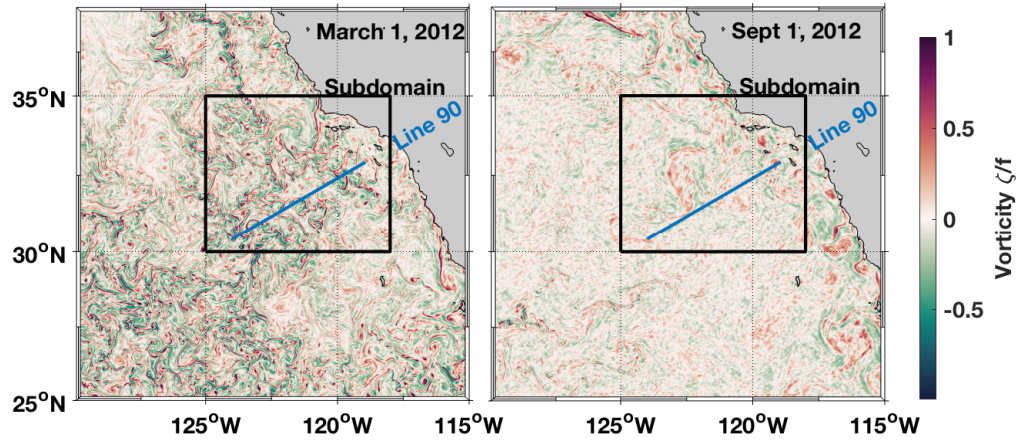 March 1, 2012
Subdomain
Line 90
35°N
30°N
25°N
125°W
120°W
115°W
Sept 1, 2012
Subdomain
Line 90
125°W
120°W
115°W
1
0.5
0
-0.5
Vorticity ζ/f